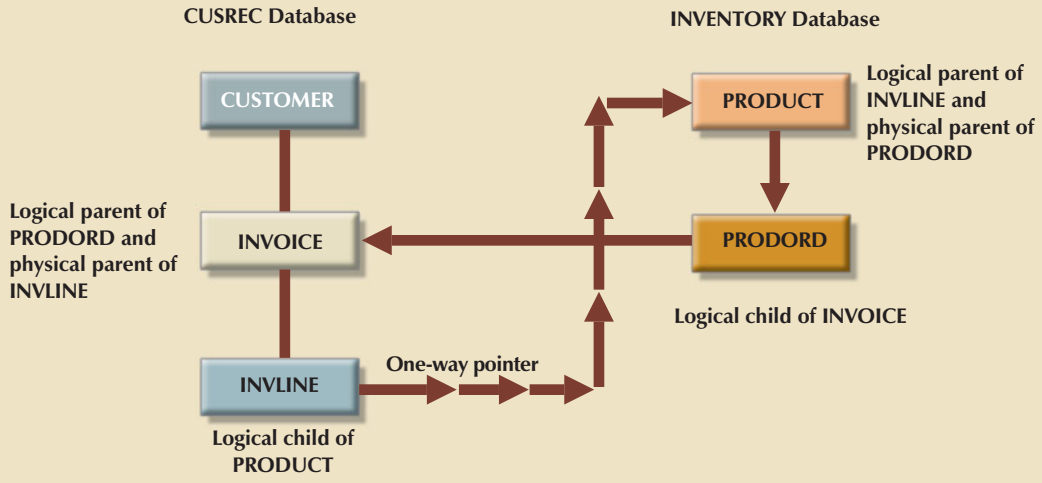 CUSREC Database
INVENTORY Database
CUSTOMER
PRODUCT
Logical parent of
INVLINE and
physical parent of
PRODORD
Logical parent of
PRODORD and
physical parent of
INVLINE
INVOICE
PRODORD
Logical child of INVOICE
INVLINE
One-way pointer
Logical child of
PRODUCT